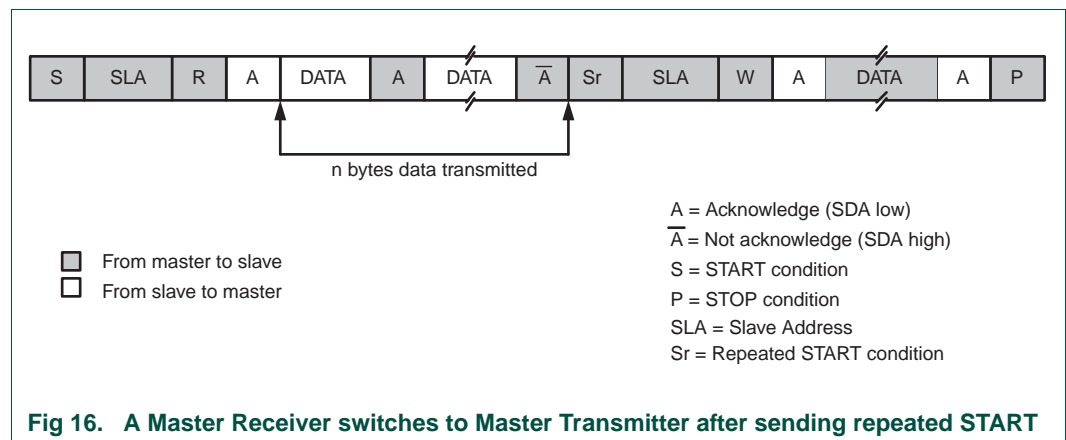 S SLA R A DATA A DATA A̅ Sr SLA W A DATA A P
n bytes data transmitted
From master to slave
From slave to master
A = Acknowledge (SDA low)
A̅ = Not acknowledge (SDA high)
S = START condition
P = STOP condition
SLA = Slave Address
Sr = Repeated START condition
Fig 16. A Master Receiver switches to Master Transmitter after sending repeated START